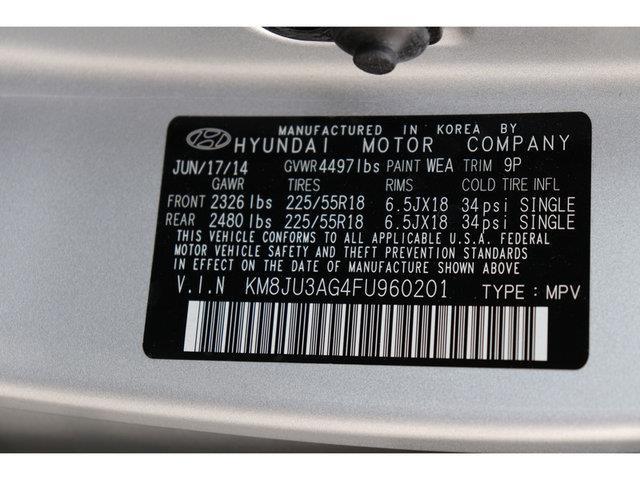 MANUFACTURED IN KOREA BY
HYUNDAI MOTOR COMPANY
JUN/17/14 GVWR 4497lbs PAINT WEA TRIM 9P
GAWR TIRES RIMS COLD TIRE INFL
FRONT 2326lbs 225/55R18 6.5JX18 34psi SINGLE
REAR 2480lbs 225/55R18 6.5JX18 34psi SINGLE
THIS VEHICLE CONFORMS TO ALL APPLICABLE U.S.A. FEDERAL
MOTOR VEHICLE SAFETY AND THEFT PREVENTION STANDARDS
IN EFFECT ON THE DATE OF MANUFACTURE SHOWN ABOVE.
V.I.N KM8JU3AG4FU960201 TYPE: MPV